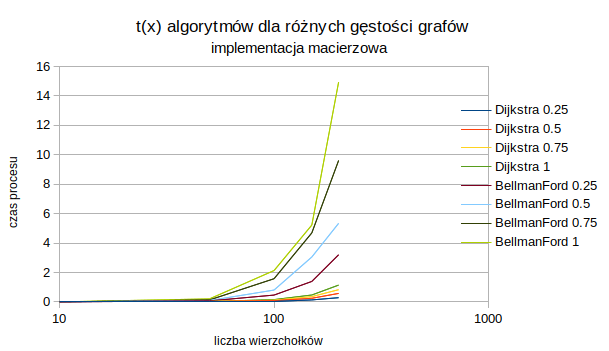 t(x) algorytmów dla różnych gęstości grafów
implementacja macierzowa
16
14
12
10
8
6
4
2
0
10
100
1000
czas procesu
liczba wierzchołków
Dijkstra 0.25
Dijkstra 0.5
Dijkstra 0.75
Dijkstra 1
BellmanFord 0.25
BellmanFord 0.5
BellmanFord 0.75
BellmanFord 1